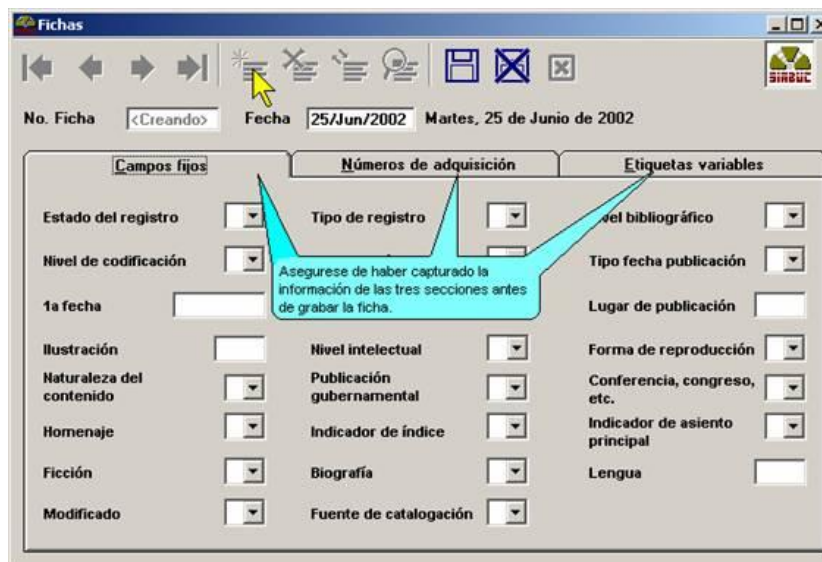 Fichas
SIABUC
No. Ficha <Creando> Fecha 25/Jun/2002 Martes, 25 de Junio de 2002
Campos fijos Números de adquisición Etiquetas variables
Estado del registro Tipo de registro vel bibliográfico
Nivel de codificación Tipo fecha publicación
Asegurese de haber capturado la
información de las tres secciones antes
de grabar la ficha.
1a fecha Lugar de publicación
Ilustración Nivel intelectual Forma de reproducción
Naturaleza del
contenido
Publicación
gubernamental
Conferencia, congreso,
etc.
Homenaje Indicador de índice
Indicador de asiento
principal
Ficción Biografía Lengua
Modificado Fuente de catalogación